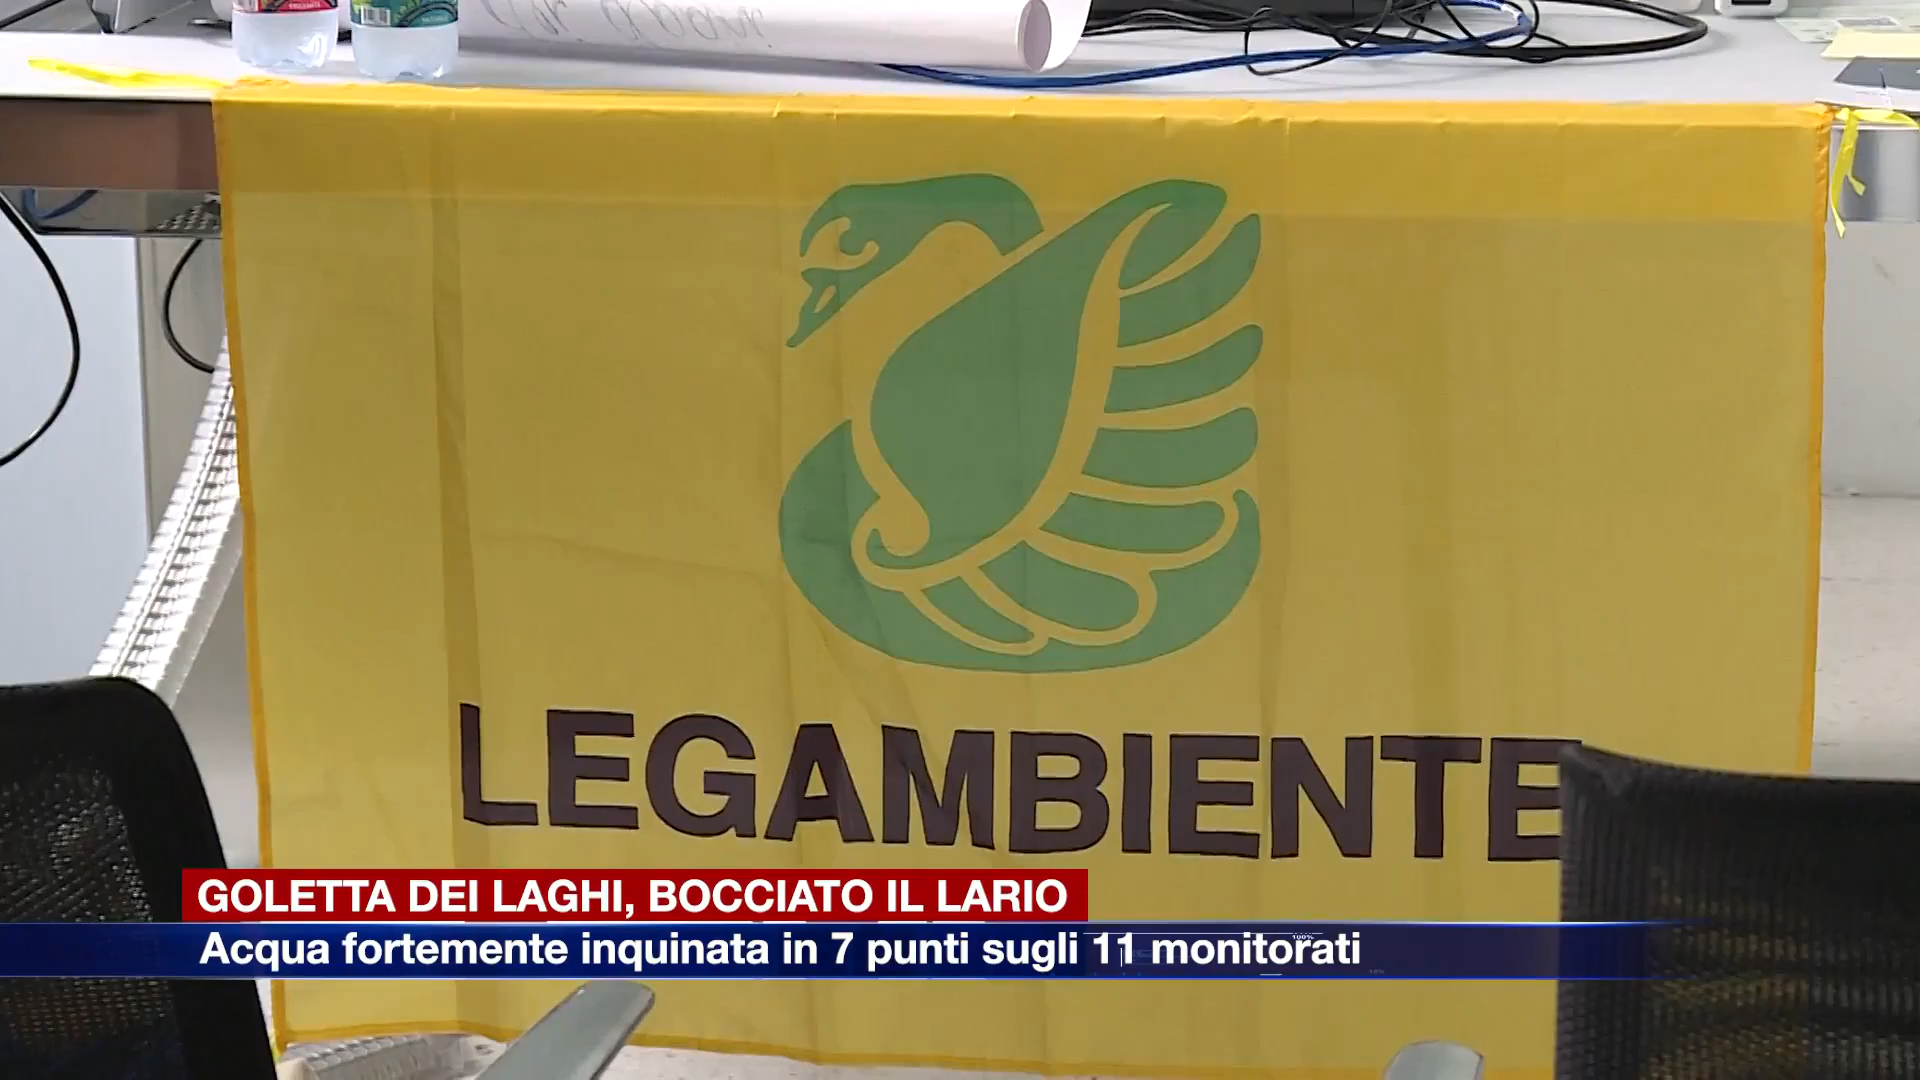 LEGAMBIENTE
GOLETTA DEI LAGHI, BOCCIATO IL LARIO
Acqua fortemente inquinata in 7 punti sugli 11 monitorati